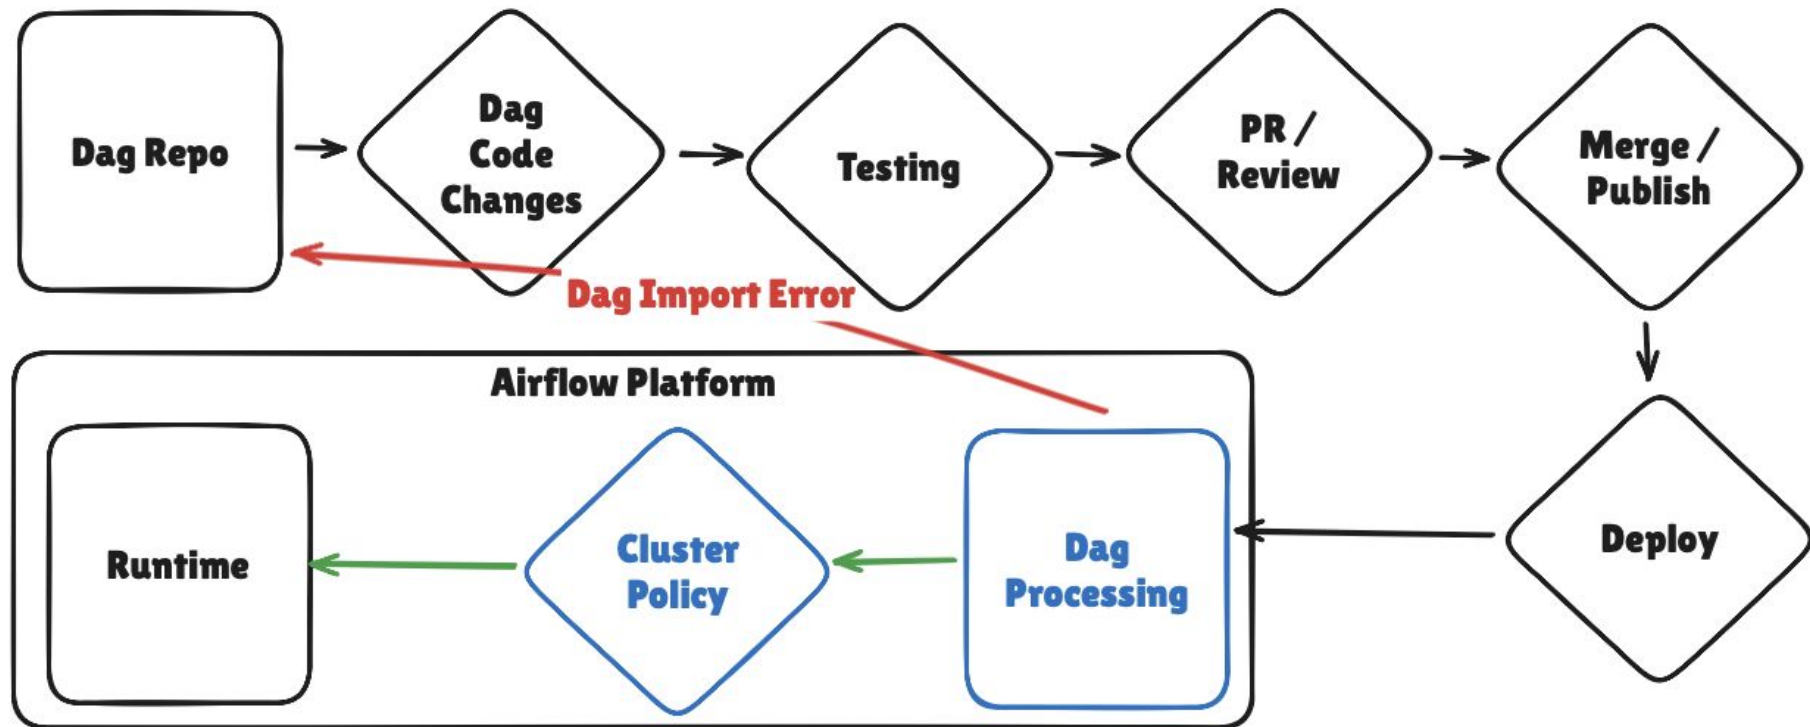 Dag Repo
Dag
Code
Changes
Testing
PR /
Review
Merge /
Publish
Dag Import Error
Airflow Platform
Runtime
Cluster
Policy
Dag
Processing
Deploy